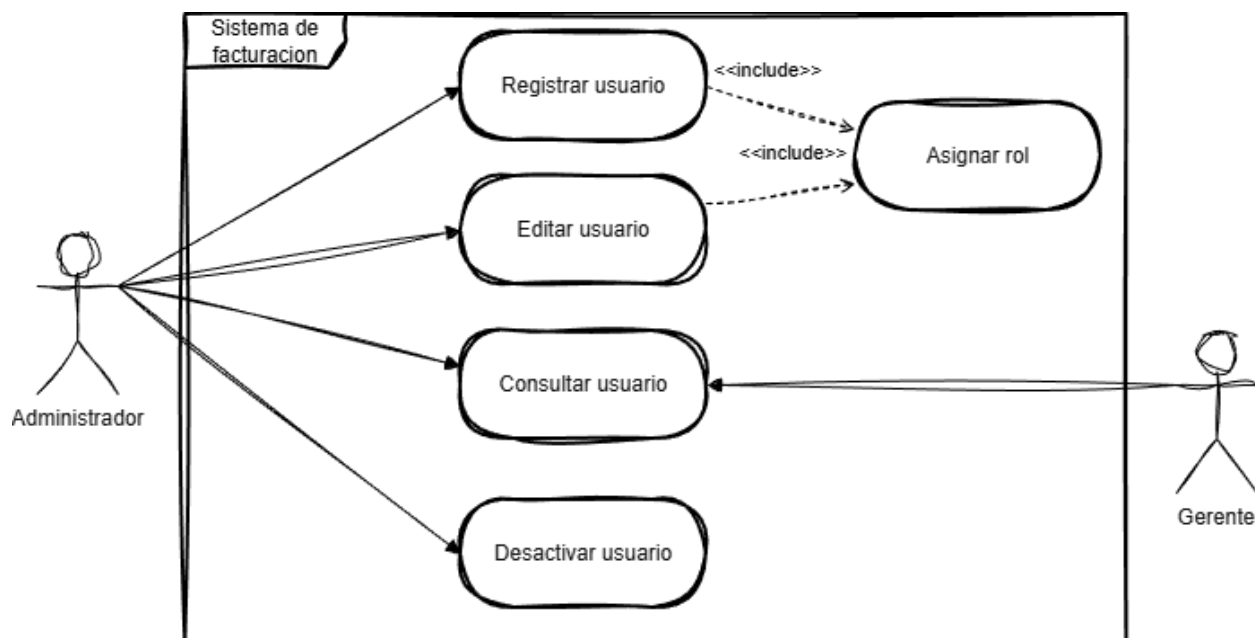 Sistema de
facturacion
Registrar usuario
<<include>>
Asignar rol
<<include>>
Editar usuario
Consultar usuario
Administrador
Gerente
Desactivar usuario